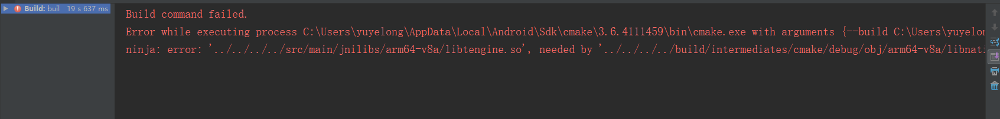 Build: buil 19 s 637 ms
Build command failed.
Error while executing process C:\Users\yuyelong\AppData\Local\Android\Sdk\cmake\3.6.4111459\bin\cmake.exe with arguments {--build C:\Users\yuyelon
ninja: error: '../../../../src/main/jnilibs/arm64-v8a/libtengine.so', needed by '../../../../build/intermediates/cmake/debug/obj/arm64-v8a/libnati